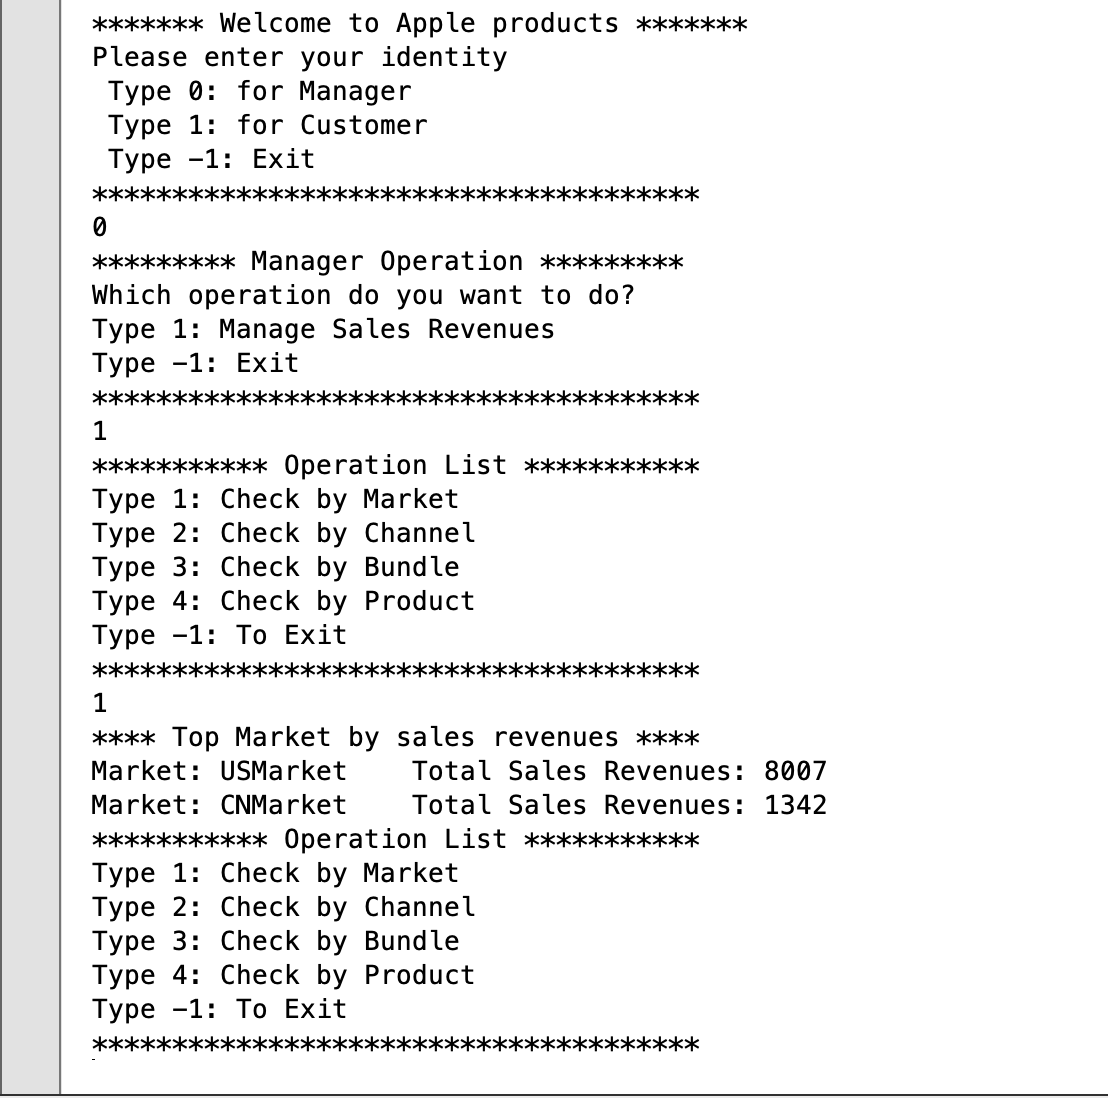 ******* Welcome to Apple products *******
Please enter your identity
 Type 0: for Manager
 Type 1: for Customer
 Type -1: Exit
**************************************
0
********* Manager Operation *********
Which operation do you want to do?
Type 1: Manage Sales Revenues
Type -1: Exit
**************************************
1
*********** Operation List ***********
Type 1: Check by Market
Type 2: Check by Channel
Type 3: Check by Bundle
Type 4: Check by Product
Type -1: To Exit
**************************************
1
**** Top Market by sales revenues ****
Market: USMarket    Total Sales Revenues: 8007
Market: CNMarket    Total Sales Revenues: 1342
*********** Operation List ***********
Type 1: Check by Market
Type 2: Check by Channel
Type 3: Check by Bundle
Type 4: Check by Product
Type -1: To Exit
**************************************